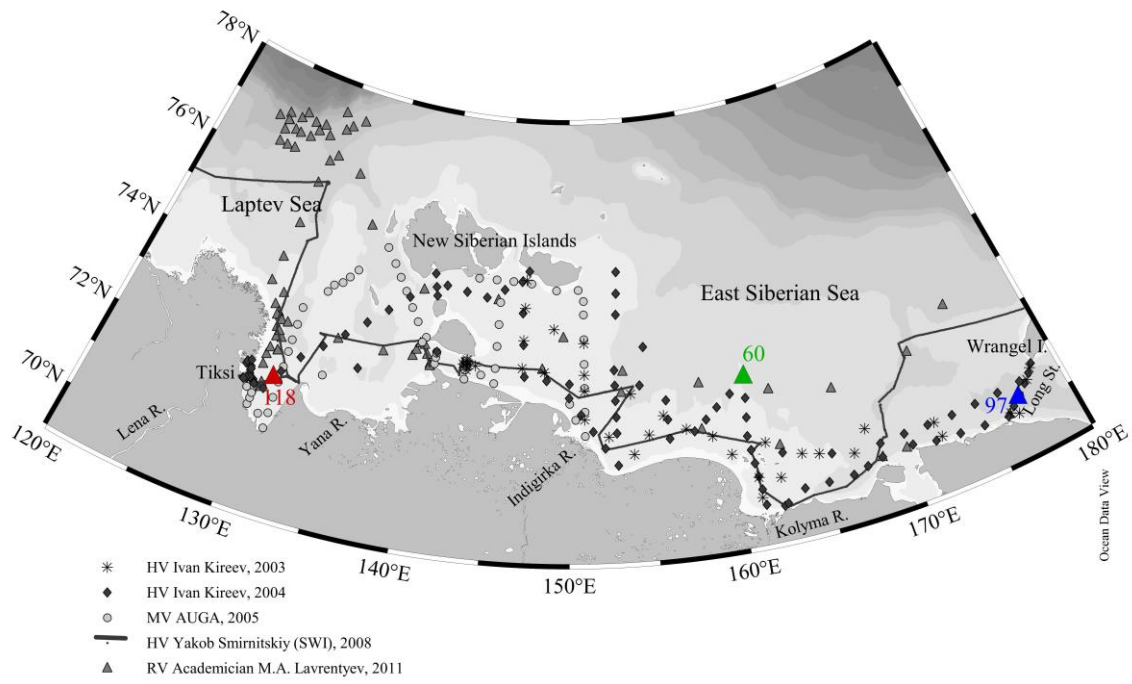 78°N
76°N
74°N
72°N
70°N
120°E
130°E
140°E
150°E
160°E
170°E
180°E
Laptev Sea
New Siberian Islands
East Siberian Sea
60
Wrangel I.
Tiksi
118
97
Long St.
Lena R.
Yana R.
Indigirka R.
Kolyma R.
Ocean Data View
HV Ivan Kireev, 2003
HV Ivan Kireev, 2004
MV AUGA, 2005
HV Yakob Smirnitskiy (SWI), 2008
RV Academician M.A. Lavrentyev, 2011